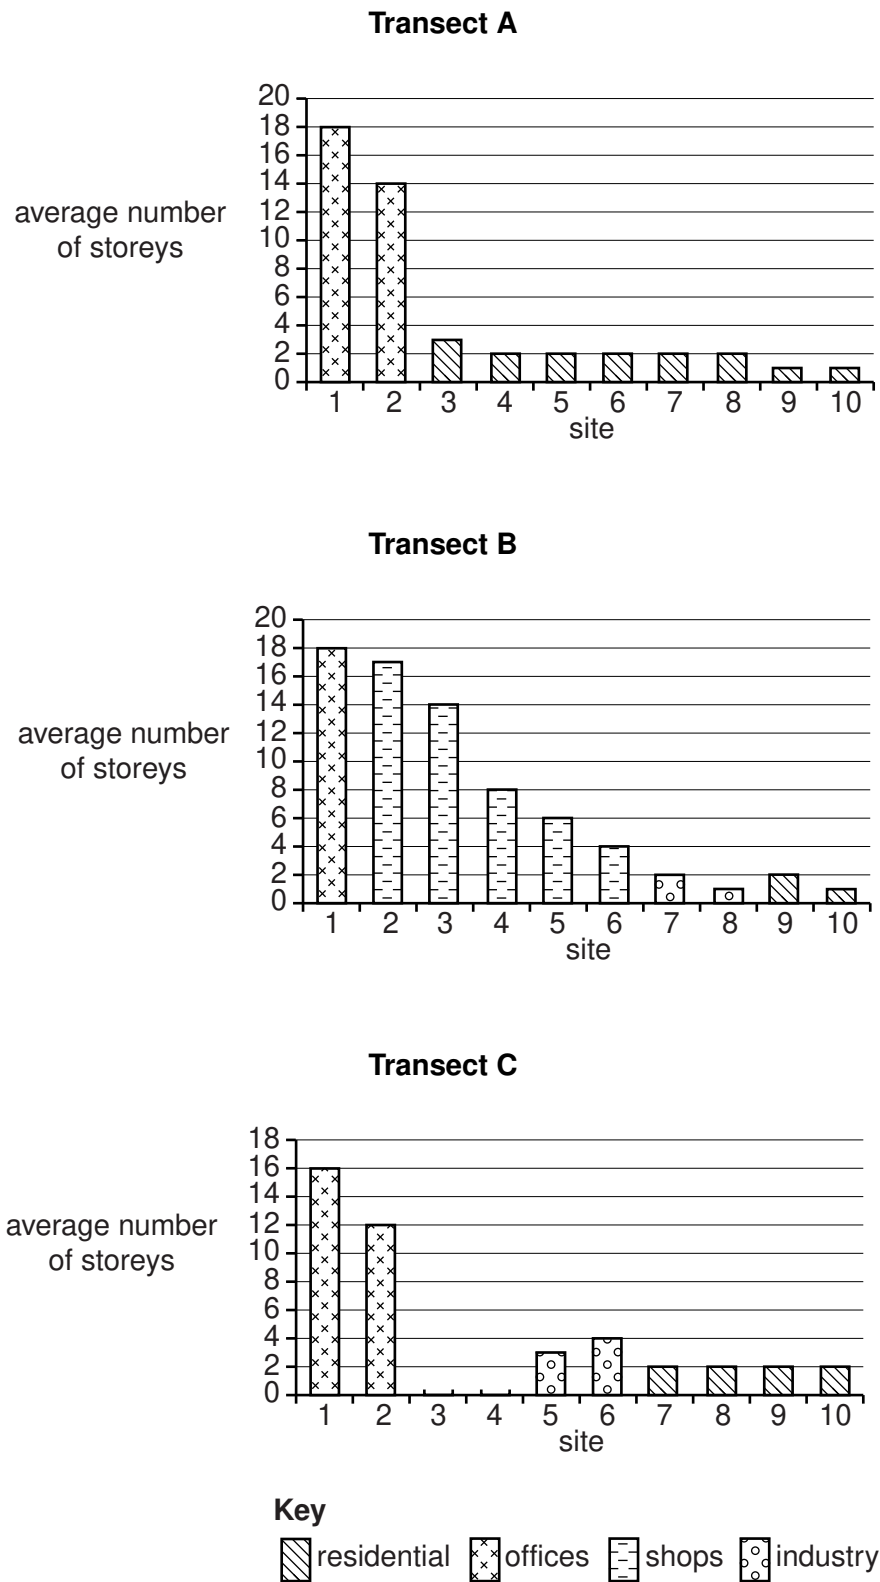 Transect A
20
18
16
14
12
10
8
6
4
2
0
average number
of storeys
1 2 3 4 5 6 7 8 9 10
site
Transect B
20
18
16
14
12
10
8
6
4
2
0
average number
of storeys
1 2 3 4 5 6 7 8 9 10
site
Transect C
18
16
14
12
10
8
6
4
2
0
average number
of storeys
1 2 3 4 5 6 7 8 9 10
site
Key
residential offices shops industry